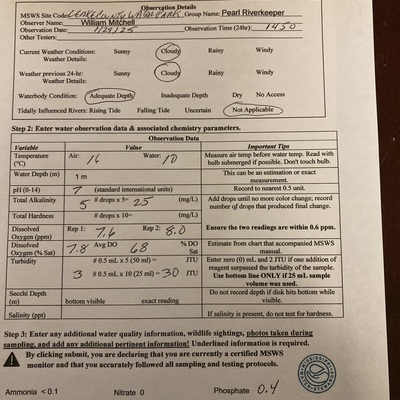 Observation Details
MSWS Site Code: LeakeCounty Water Park Group Name: Pearl Riverkeeper
Observer Name: William Mitchell
Observation Date: 1/29/25 Observation Time (24hr): 1450
Other Testers:
Current Weather Conditions: Sunny Cloudy Rainy Windy
Weather Details:
Weather previous 24-hr: Sunny Cloudy Rainy Windy
Weather Details:
Waterbody Condition: Adequate Depth Inadequate Depth Dry No Access
Tidally Influenced Rivers: Rising Tide Falling Tide Uncertain Not Applicable
Step 2: Enter water observation data & associated chemistry parameters.
Observation Data
Variable Value Important Tips
Temperature (°C) Air: 16 Water: 10 Measure air temp before water temp. Read with bulb submerged if possible. Don't touch bulb.
Water Depth (m) 1 m This can be an estimation or exact measurement.
pH (0-14) 7 (standard international units) Record to nearest 0.5 unit.
Total Alkalinity 5 # drops x 5= 25 (mg/L) Add drops until no more color change; record number of drops that produced final change.
Total Hardness # drops x 10= (mg/L)
Dissolved Oxygen (ppm) Rep 1: 7.6 Rep 2: 8.0 Ensure the two readings are within 0.6 ppm.
Dissolved Oxygen (% Sat) 7.8 Avg DO 68 % DO Sat Estimate from chart that accompanied MSWS manual.
Turbidity # 0.5 mL x 5 (50 ml) = JTU Enter zero (0) mL and 2 JTU if one addition of reagent surpassed the turbidity of the sample.
3 # 0.5 mL x 10 (25 ml) = 30 JTU Use bottom line ONLY if 25 mL sample volume was used.
Secchi Depth (m) bottom visible exact reading Do not record depth if disk hits bottom while visible.
Salinity (ppt) If salinity is present, do not test for hardness.
Step 3: Enter any additional water quality information, wildlife sightings, photos taken during
sampling, and add any additional pertinent information! Underlined information is required.
By clicking submit, you are declaring that you are currently a certified MSWS
monitor and that you accurately followed all sampling and testing protocols.
Ammonia < 0.1 Nitrate 0 Phosphate 0.4